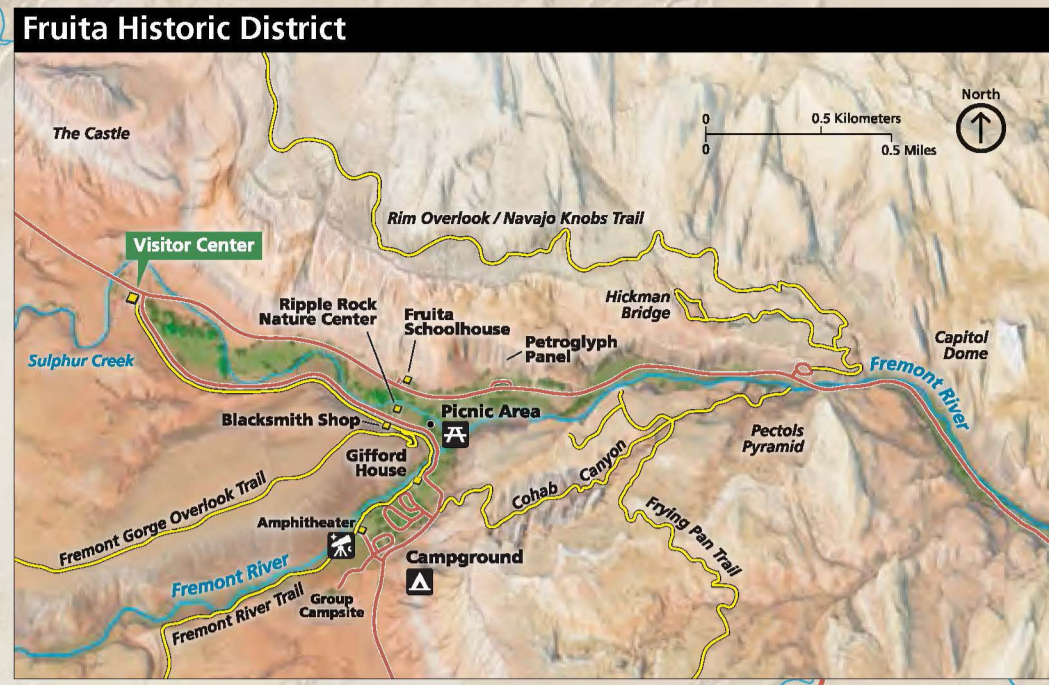 Fruita Historic District
North
The Castle
0
0.5 Kilometers
0
0.5 Miles
Rim Overlook / Navajo Knobs Trail
Visitor Center
Hickman
Bridge
Ripple Rock
Nature Center
Fruita
Schoolhouse
Petroglyph
Panel
Capitol
Dome
Sulphur Creek
Fremont River
Blacksmith Shop
Picnic Area
Pectols
Pyramid
Gifford
House
Cohab Canyon
Fremont Gorge Overlook Trail
Frying Pan Trail
Amphitheater
Campground
Fremont River
Group
Campsite
Fremont River Trail